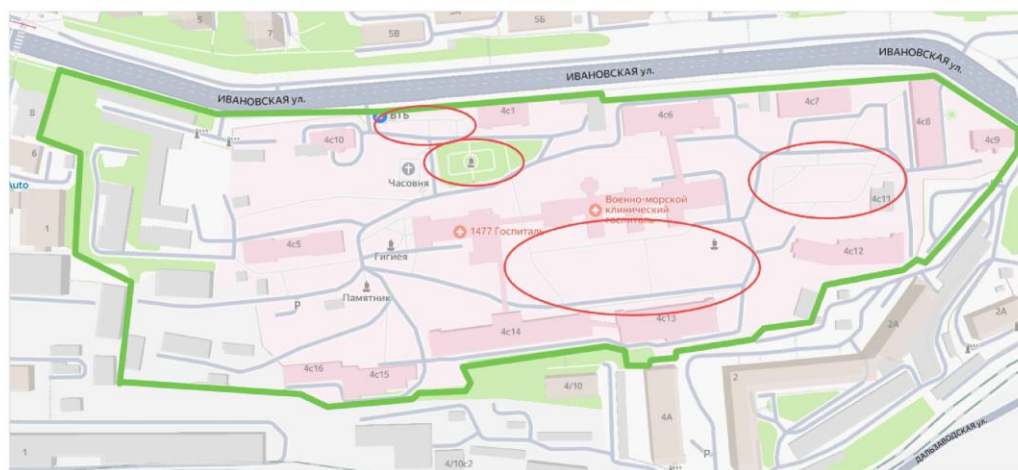 5
7
5В
3А
5Б
ИВАНОВСКАЯ ул.
ИВАНОВСКАЯ ул.
ИВАНОВСКАЯ ул.
8
ВТБ
4с1
4с6
4с7
4с8
4с9
4с10
6
Auto
Часовня
Военно-морской
клинический
госпиталь
4с11
1
1477 Госпиталь
4с5
Гигиея
4с12
Памятник
P
4с14
4с13
2А
2А
4с16
4с15
4/10
2
4А
1
4/10с2
P
ДАЛЬЗАВОДСКАЯ ул.